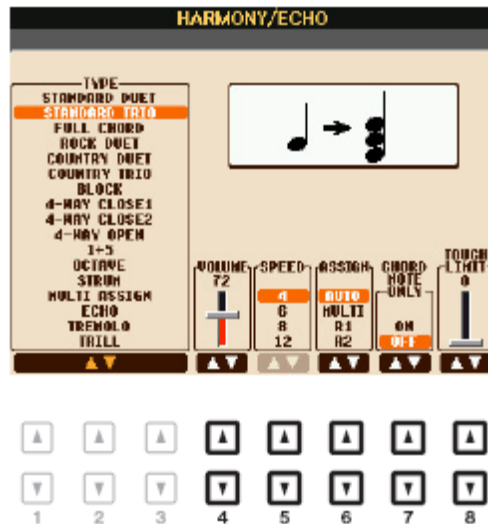 HARMONY/ECHO
TYPE
STANDARD DUET
STANDARD TRIO
FULL CHORD
ROCK DUET
COUNTRY DUET
COUNTRY TRIO
BLOCK
4-WAY CLOSE1
4-WAY CLOSE2
4-WAY OPEN
1+5
OCTAVE
STRUM
MULTI ASSIGN
ECHO
TREMOLO
TRILL
VOLUME
72
SPEED
4
6
8
12
ASSIGN
AUTO
MULTI
R1
R2
CHORD
NOTE
ONLY
ON
OFF
TOUCH
LIMIT
0
1 2 3 4 5 6 7 8